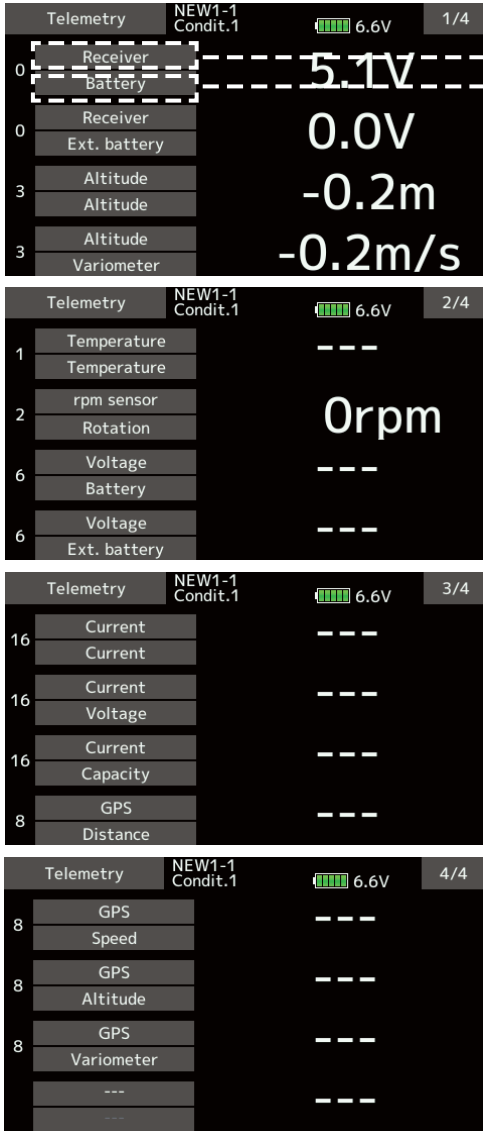 Telemetry
NEW1-1
Condit.1
6.6V
1/4
0
Receiver
Battery
5.1V
0
Receiver
Ext. battery
0.0V
3
Altitude
Altitude
-0.2m
3
Altitude
Variometer
-0.2m/s
Telemetry
NEW1-1
Condit.1
6.6V
2/4
1
Temperature
Temperature
---
2
rpm sensor
Rotation
0rpm
6
Voltage
Battery
---
6
Voltage
Ext. battery
---
Telemetry
NEW1-1
Condit.1
6.6V
3/4
16
Current
Current
---
16
Current
Voltage
---
16
Current
Capacity
---
8
GPS
Distance
---
Telemetry
NEW1-1
Condit.1
6.6V
4/4
8
GPS
Speed
---
8
GPS
Altitude
---
8
GPS
Variometer
---
---
---
---